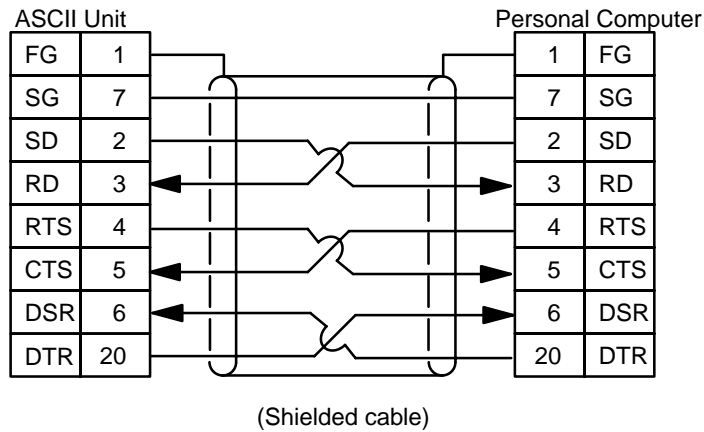 ASCII Unit Personal Computer
FG 1 1 FG
SG 7 7 SG
SD 2 2 SD
RD 3 3 RD
RTS 4 4 RTS
CTS 5 5 CTS
DSR 6 6 DSR
DTR 20 20 DTR
(Shielded cable)